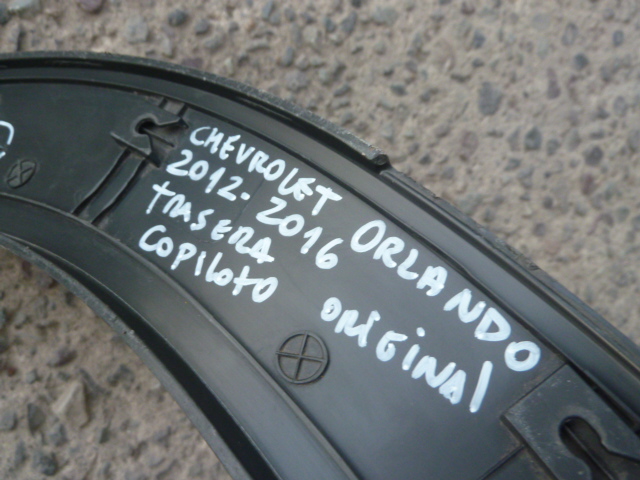 CHEVROLET ORLANDO
2012-2016
TRASERA
COPILOTO ORIGINAL